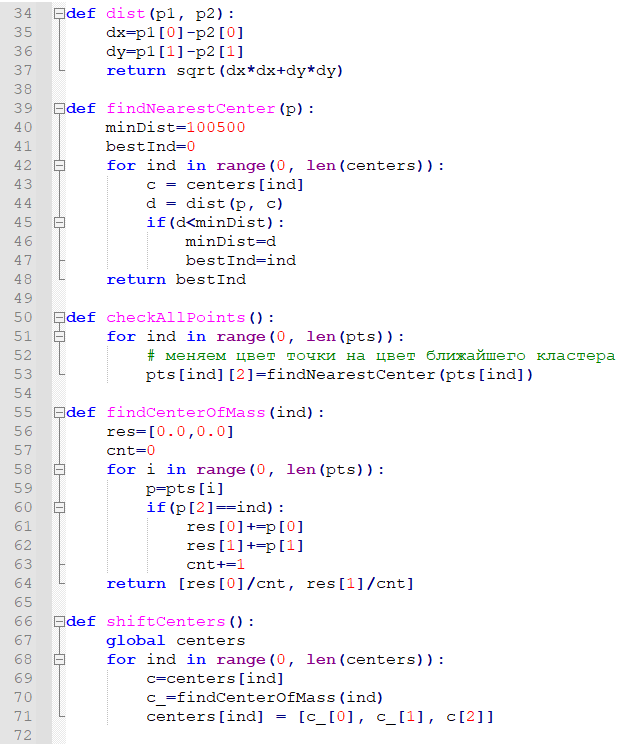 34 def dist(p1, p2):
35 dx=p1[0]-p2[0]
36 dy=p1[1]-p2[1]
37 return sqrt(dx*dx+dy*dy)
38
39 def findNearestCenter(p):
40 minDist=100500
41 bestInd=0
42 for ind in range(0, len(centers)):
43 c = centers[ind]
44 d = dist(p, c)
45 if(d<minDist):
46 minDist=d
47 bestInd=ind
48 return bestInd
49
50 def checkAllPoints():
51 for ind in range(0, len(pts)):
52 # меняем цвет точки на цвет ближайшего кластера
53 pts[ind][2]=findNearestCenter(pts[ind])
54
55 def findCenterOfMass(ind):
56 res=[0.0,0.0]
57 cnt=0
58 for i in range(0, len(pts)):
59 p=pts[i]
60 if(p[2]==ind):
61 res[0]+=p[0]
62 res[1]+=p[1]
63 cnt+=1
64 return [res[0]/cnt, res[1]/cnt]
65
66 def shiftCenters():
67 global centers
68 for ind in range(0, len(centers)):
69 c=centers[ind]
70 c_=findCenterOfMass(ind)
71 centers[ind] = [c_[0], c_[1], c[2]]
72